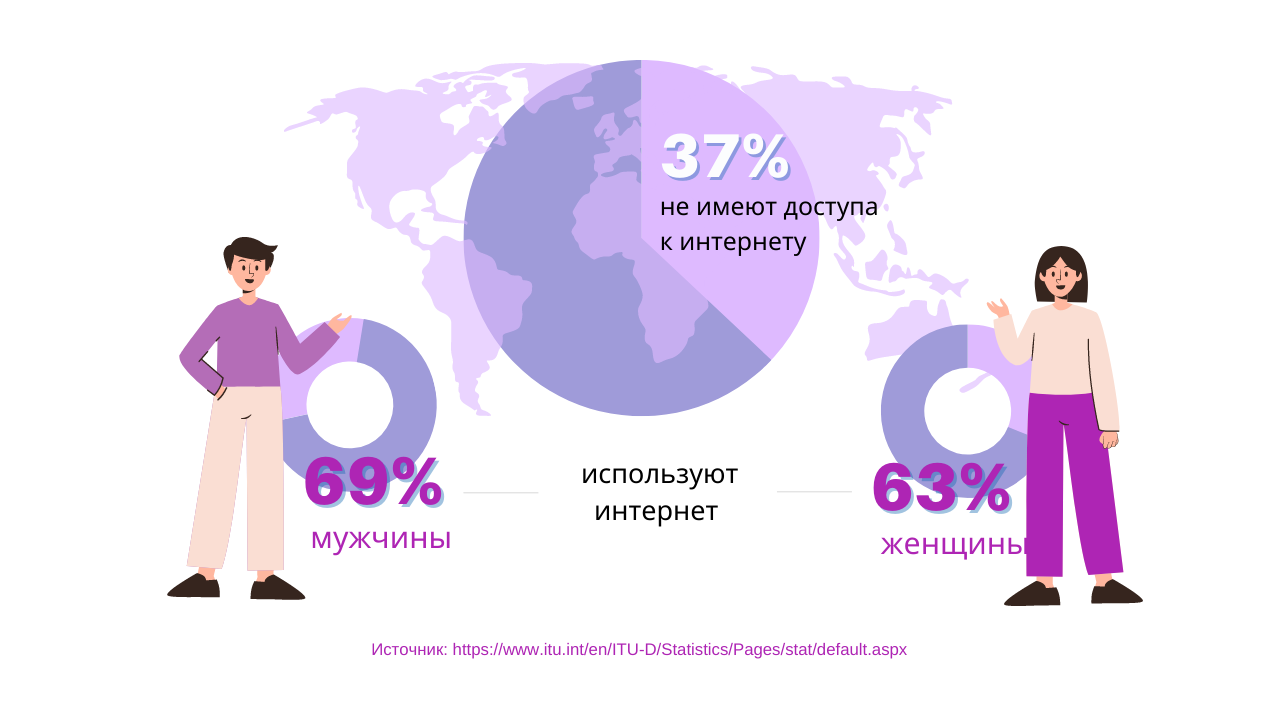 37%
не имеют доступа
к интернету
69%
мужчины
используют
интернет
63%
женщины
Источник: https://www.itu.int/en/ITU-D/Statistics/Pages/stat/default.aspx